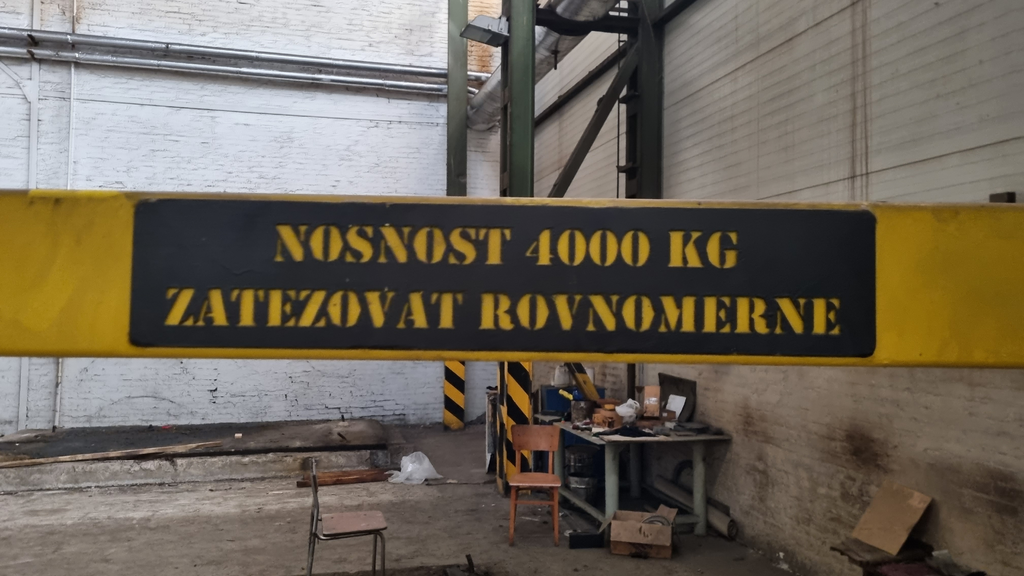 NOSNOST 4000 KG
ZATEZOVAT ROVNOMERNE